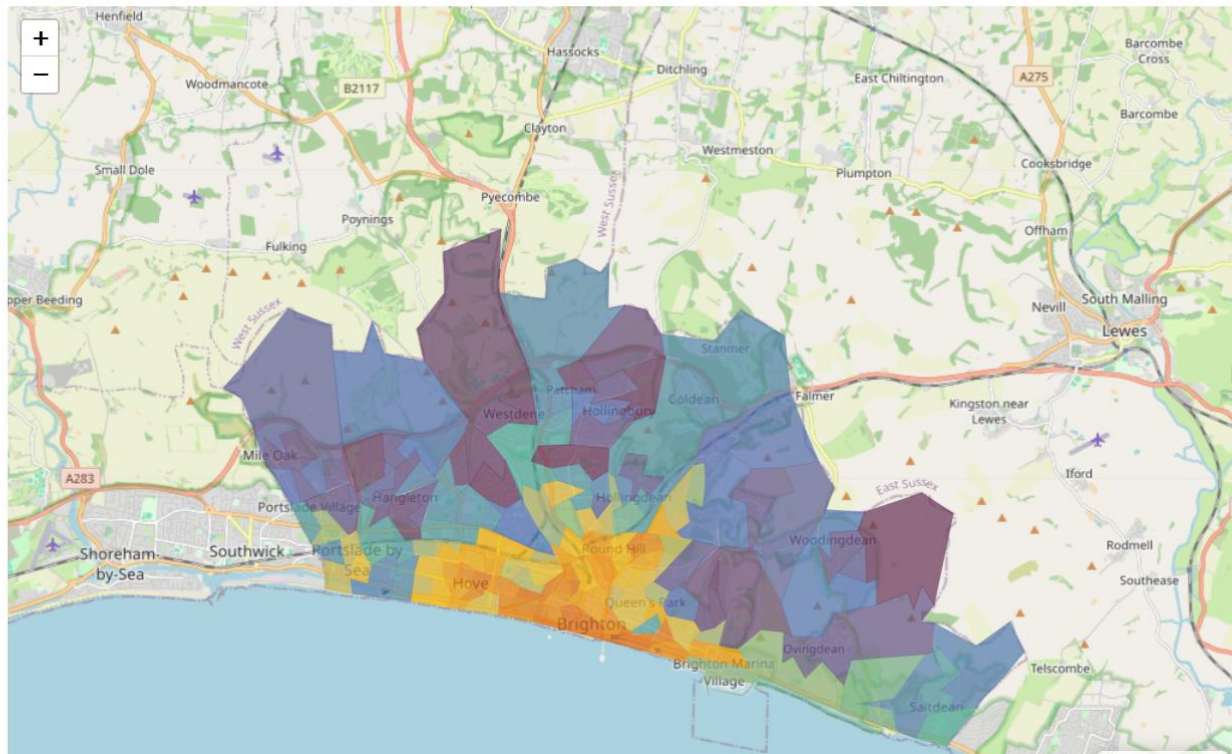 Henfield
+
−
Woodmancote
B2117
Hassocks
Ditchling
East Chiltington
A275
Barcombe
Cross
Barcombe
Clayton
Westmeston
Plumpton
Cooksbridge
Small Dole
Poynings
Pyecombe
West Sussex
Offham
Fulking
pper Beeding
West Sussex
Nevill
South Malling
Lewes
Stanmer
Patcham
Coldean
Falmer
Westdene
Hollingbury
Kingston near
Lewes
Mile Oak
A283
Hangleton
Hollingdean
Iford
East Sussex
Portslade Village
Shoreham-
by-Sea
Southwick
Portslade by
Sea
Round Hill
Woodingdean
Rodmell
Hove
Southease
Queen's Park
Brighton
Ovingdean
Brighton Marina
Village
Telscombe
Saltdean